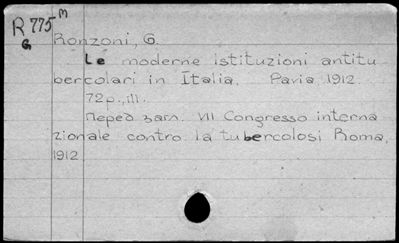 R 775 м
G
Ronzoni, G.
Le moderne istituzioni antitu
bercolari in Italia. Pavia, 1912.
72p., ill.
Перед загл. VII Congresso interna
zionale contro la tubercolosi Roma,
1912